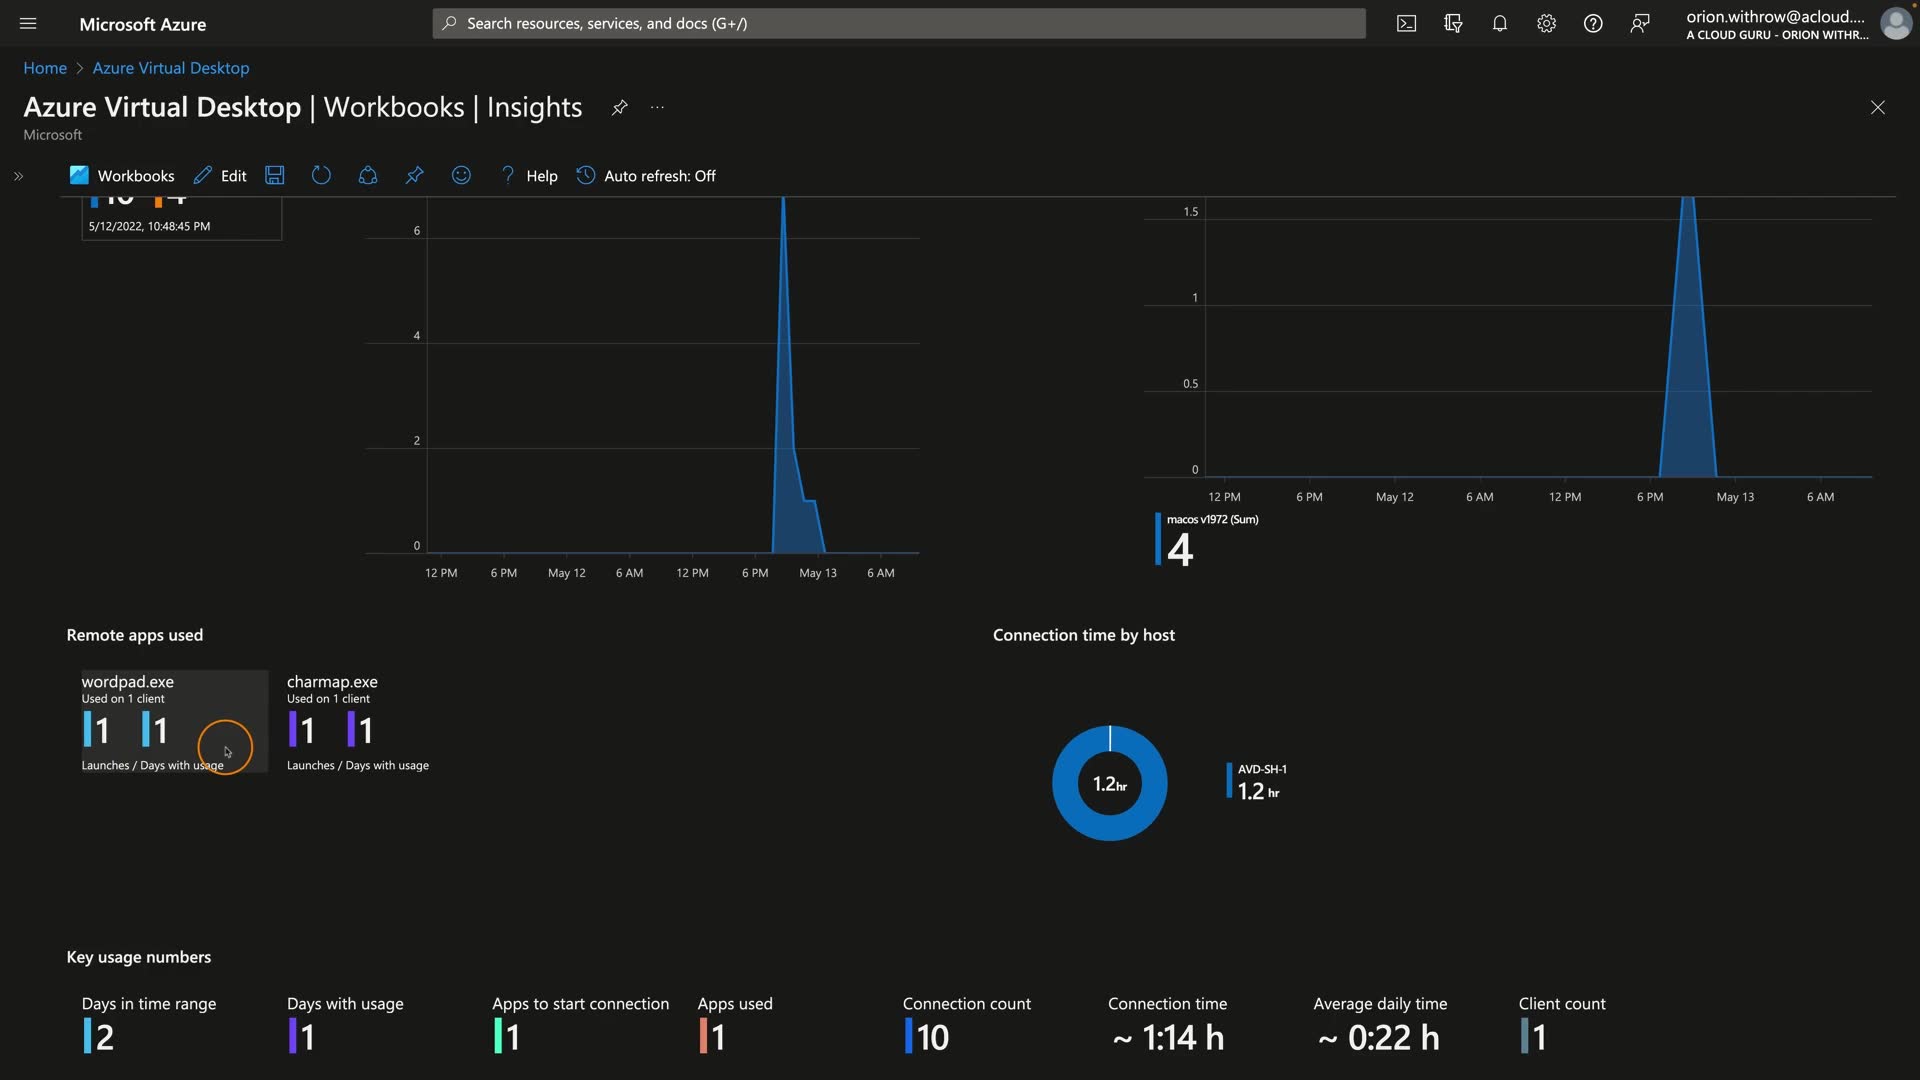 Microsoft Azure
Search resources, services, and docs (G+/)
orion.withrow@acloud....
A CLOUD GURU - ORION WITHR...
Home > Azure Virtual Desktop
Azure Virtual Desktop | Workbooks | Insights
Microsoft
Workbooks
Edit
Help
Auto refresh: Off
5/12/2022, 10:48:45 PM
6
4
2
0
12 PM 6 PM May 12 6 AM 12 PM 6 PM May 13 6 AM
1.5
1
0.5
0
12 PM 6 PM May 12 6 AM 12 PM 6 PM May 13 6 AM
macos v1972 (Sum)
4
Remote apps used
wordpad.exe
Used on 1 client
1 1
Launches / Days with usage
charmap.exe
Used on 1 client
1 1
Launches / Days with usage
Connection time by host
1.2hr
AVD-SH-1
1.2 hr
Key usage numbers
Days in time range
2
Days with usage
1
Apps to start connection
1
Apps used
1
Connection count
10
Connection time
~ 1:14 h
Average daily time
~ 0:22 h
Client count
1